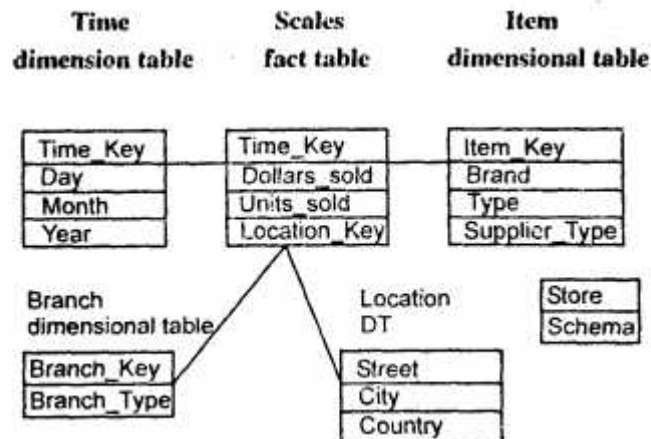 Time
dimension table
Scales
fact table
Item
dimensional table
Time_Key
Day
Month
Year
Time_Key
Dollars_sold
Units_sold
Location_Key
Item_Key
Brand
Type
Supplier_Type
Branch
dimensional table
Branch_Key
Branch_Type
Location
DT
Street
City
Country
Store
Schema